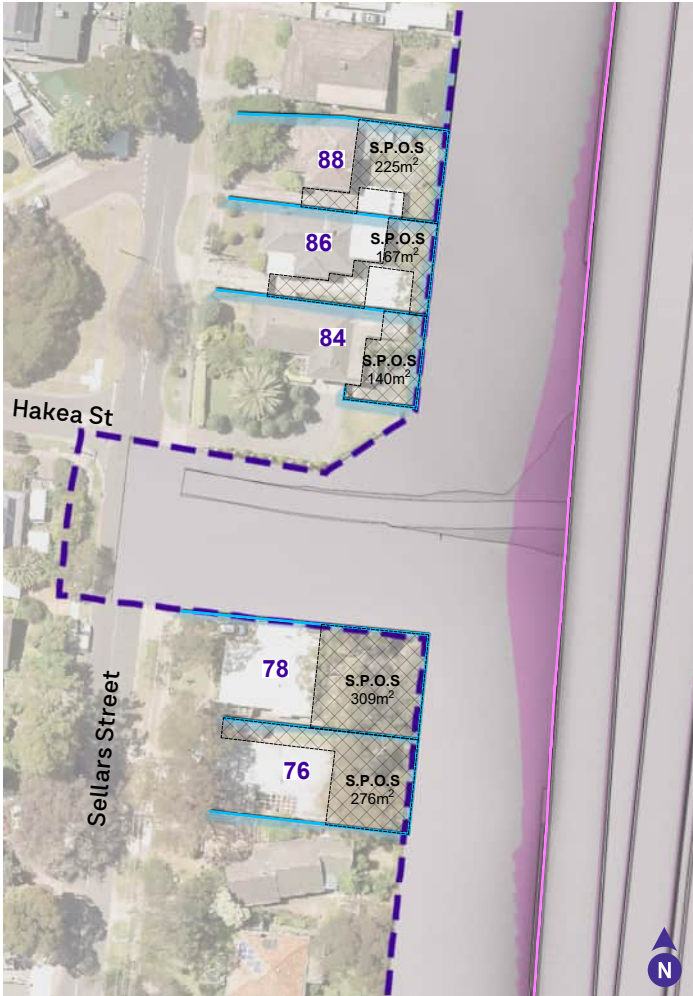 S.P.O.S
88
225m²
86
S.P.O.S
167m²
84
S.P.O.S
140m²
Hakea St
78
S.P.O.S
309m²
76
S.P.O.S
276m²
Sellars Street
N